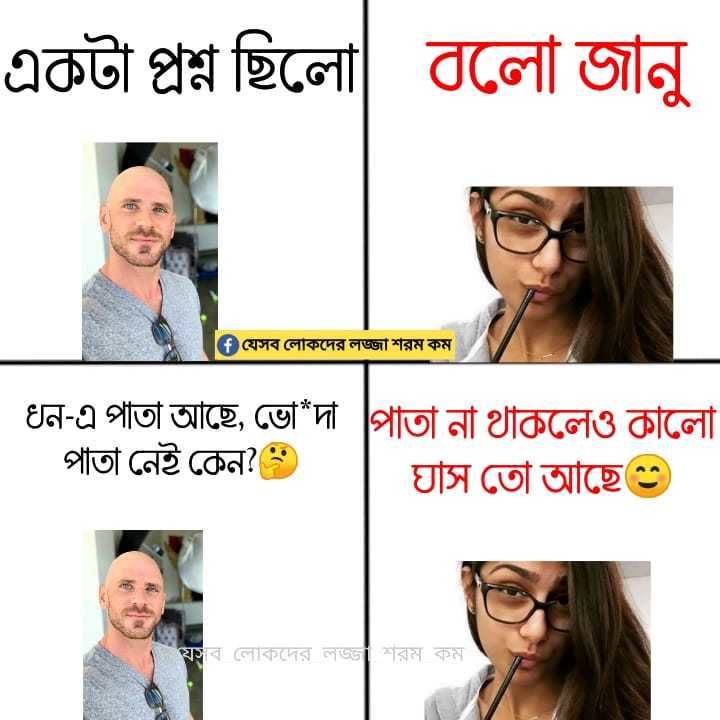 একটা প্রশ্ন ছিলো
বলো জানু
যেসব লোকদের লজ্জা শরম কম
ধন-এ পাতা আছে, ভো*দা
পাতা নেই কেন?🤔
পাতা না থাকলেও কালো
ঘাস তো আছে😊
যেসব_লোকদের_লজ্জা_শরম_কম